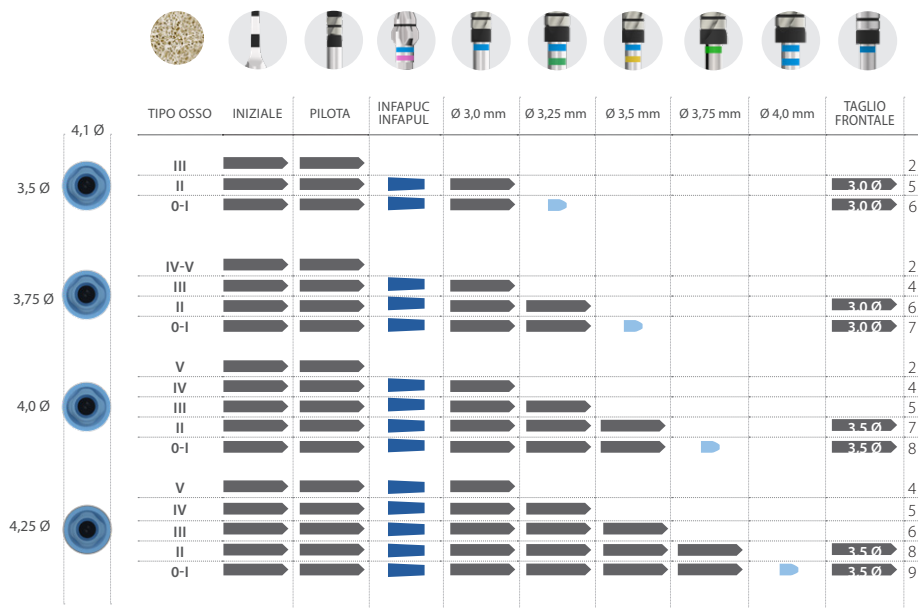 TIPO OSSO INIZIALE PILOTA INFAPUC INFAPUL Ø 3,0 mm Ø 3,25 mm Ø 3,5 mm Ø 3,75 mm Ø 4,0 mm TAGLIO FRONTALE
4,1 Ø
3,5 Ø
III 2
II 3.0 Ø 5
0-I 3.0 Ø 6
3,75 Ø
IV-V 2
III 4
II 3.0 Ø 6
0-I 3.0 Ø 7
4,0 Ø
V 2
IV 4
III 5
II 3.5 Ø 7
0-I 3.5 Ø 8
4,25 Ø
V 4
IV 5
III 6
II 3.5 Ø 8
0-I 3.5 Ø 9